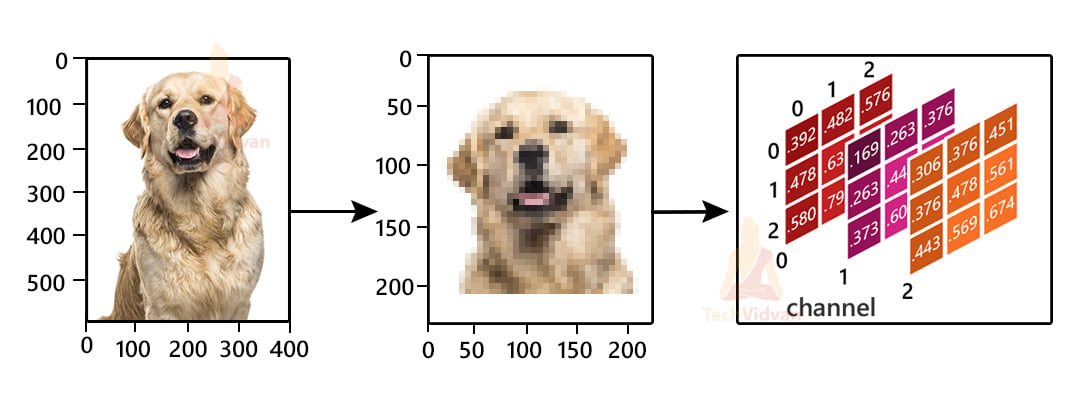 0
100
200
300
400
500
0 100 200 300 400
0
50
100
150
200
0 50 100 150 200
0 1 2
0
1
2
.392 .482 .576
.478 .63
.580 .79
.169 .263 .376
.263 .44
.373 .60
.306 .376 .451
.376 .478 .561
.443 .569 .674
0
1
2
channel
TechVidvan